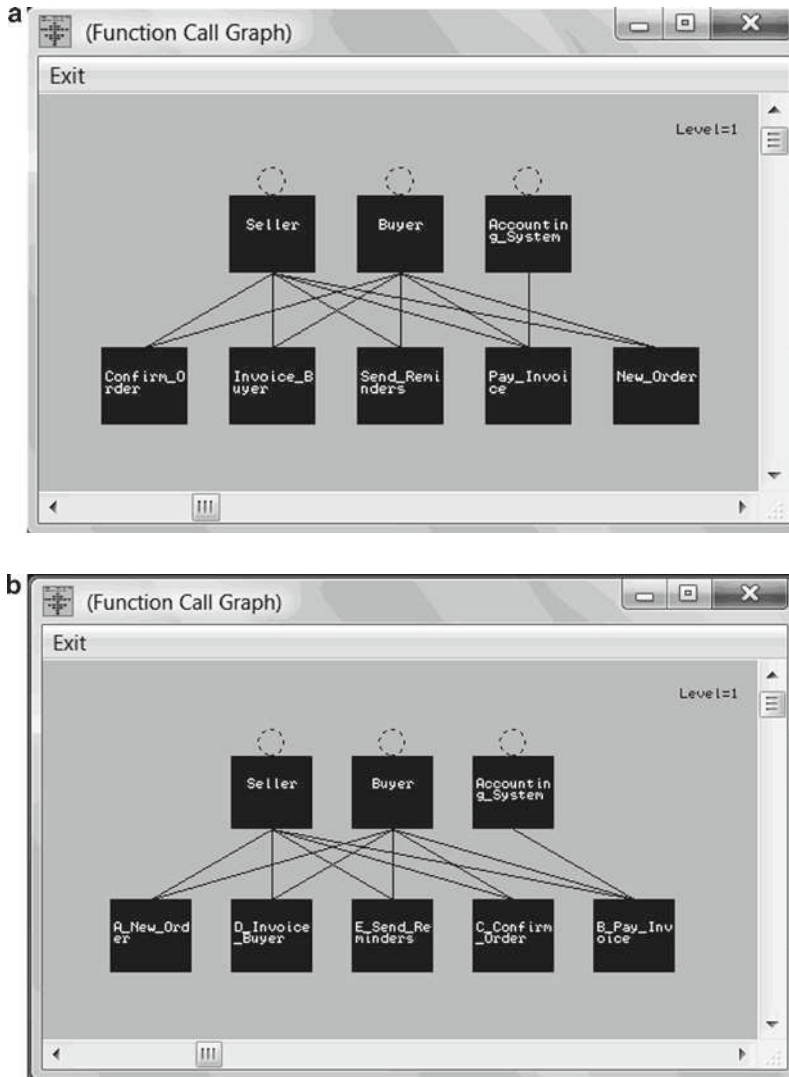 a
(Function Call Graph)
Exit
Level=1
Seller
Buyer
Accountin
g_System
Confirm_O
rder
Invoice_B
uyer
Send_Remi
nders
Pay_Invoi
ce
New_Order
b
(Function Call Graph)
Exit
Level=1
Seller
Buyer
Accountin
g_System
A_New_Ord
er
D_Invoice
_Buyer
E_Send_Re
minders
C_Confirm
_Order
B_Pay_Inv
oice